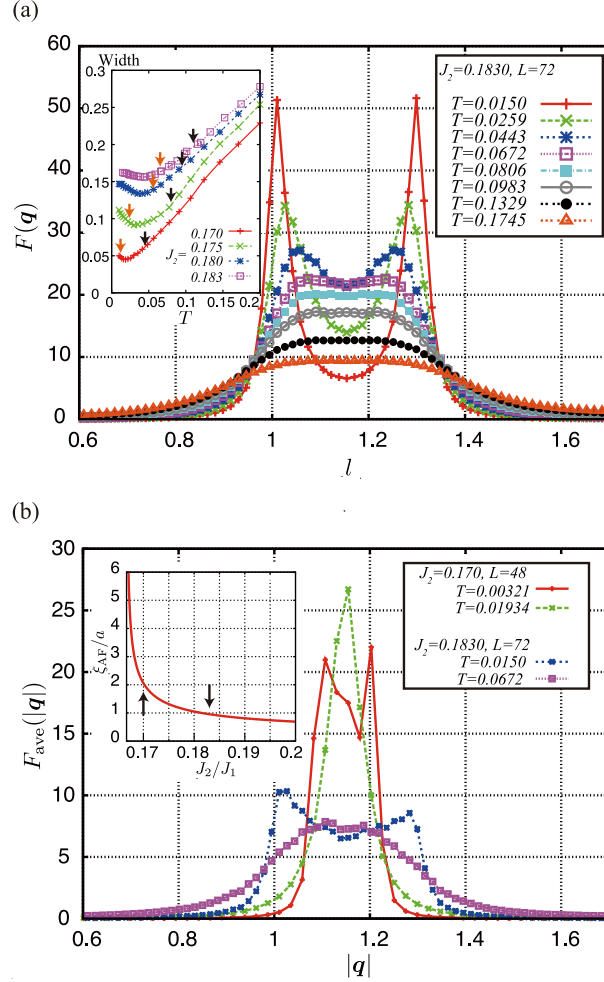 (a)
F(q)
60
50
40
30
20
10
0
0.6
0.8
1
1.2
1.4
1.6
l
Width
0.3
0.25
0.2
0.15
0.1
0.05
0
0
0.05
0.1
0.15
0.2
T
J2=
0.170
0.175
0.180
0.183
J2=0.1830, L=72
T=0.0150
T=0.0259
T=0.0443
T=0.0672
T=0.0806
T=0.0983
T=0.1329
T=0.1745
(b)
Fave(|q|)
30
25
20
15
10
5
0
0.6
0.8
1
1.2
1.4
1.6
|q|
ξAF/a
6
5
4
3
2
1
0
0.17
0.18
0.19
0.2
J2/J1
J2=0.170, L=48
T=0.00321
T=0.01934
J2=0.1830, L=72
T=0.0150
T=0.0672